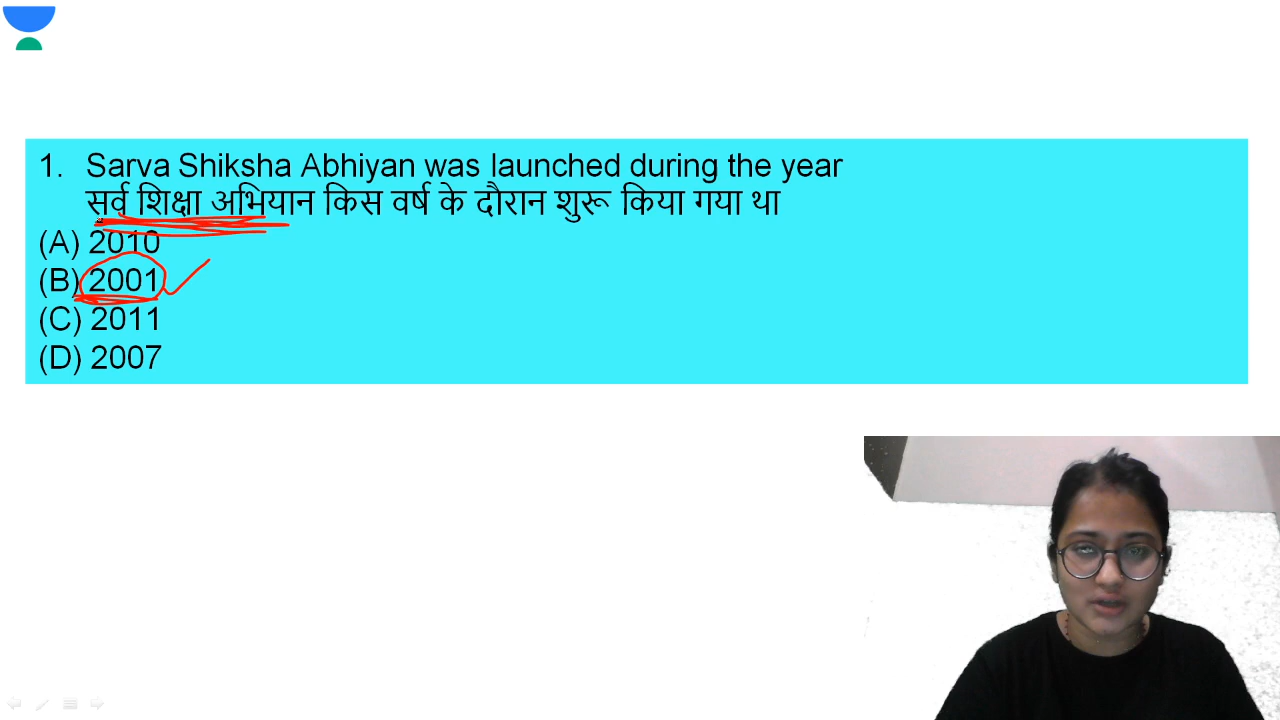 1. Sarva Shiksha Abhiyan was launched during the year
सर्व शिक्षा अभियान किस वर्ष के दौरान शुरू किया गया था
(A) 2010
(B) 2001
(C) 2011
(D) 2007